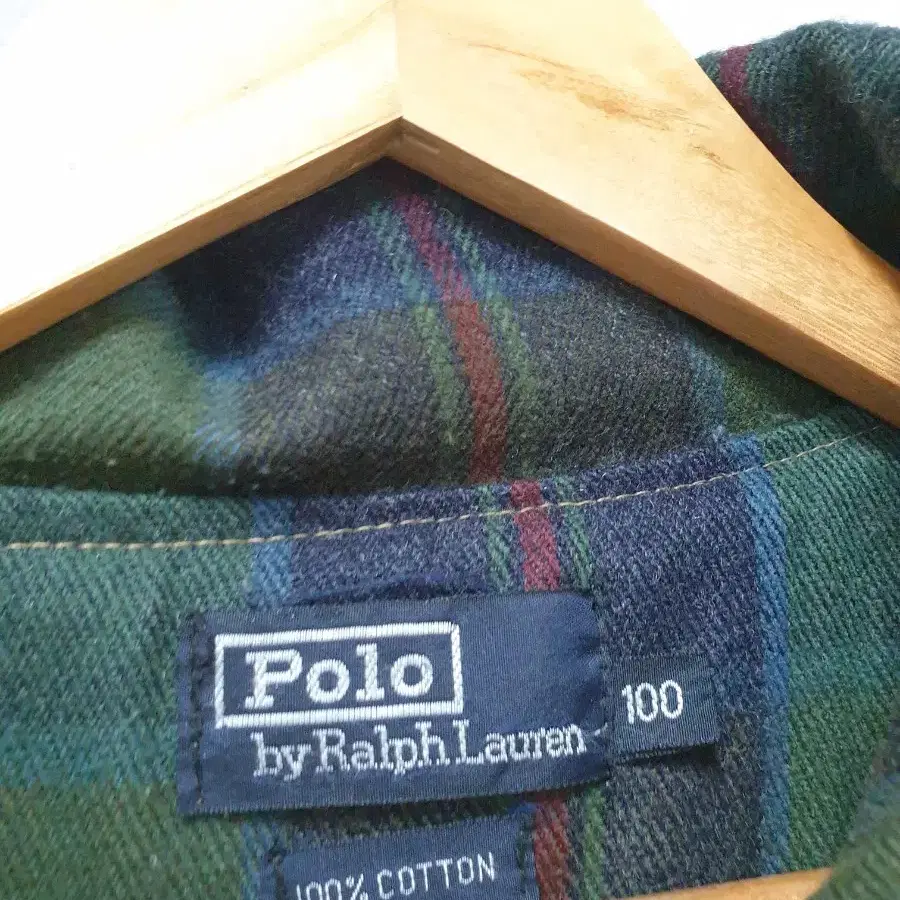 Polo
by Ralph Lauren
100
100% COTTON